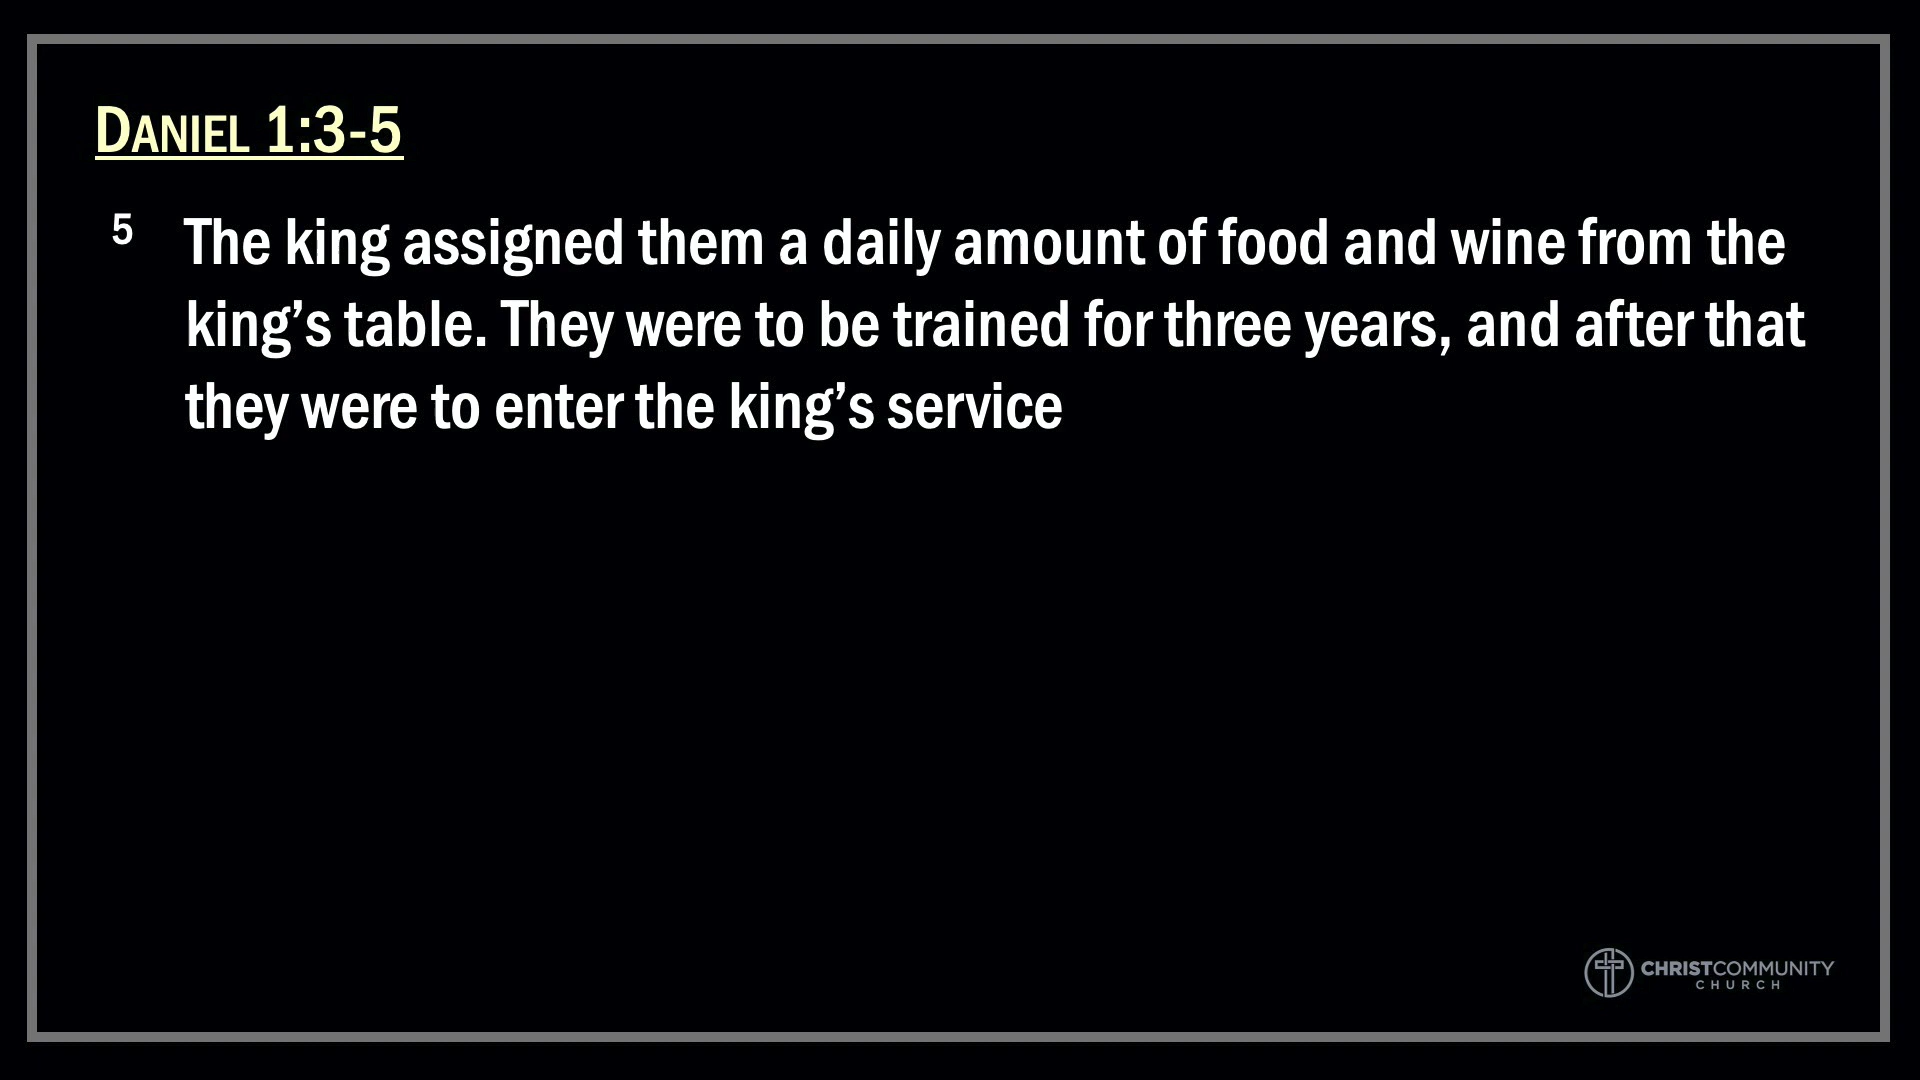 DANIEL 1:3-5
5 The king assigned them a daily amount of food and wine from the
king’s table. They were to be trained for three years, and after that
they were to enter the king’s service
CHRISTCOMMUNITY
CHURCH